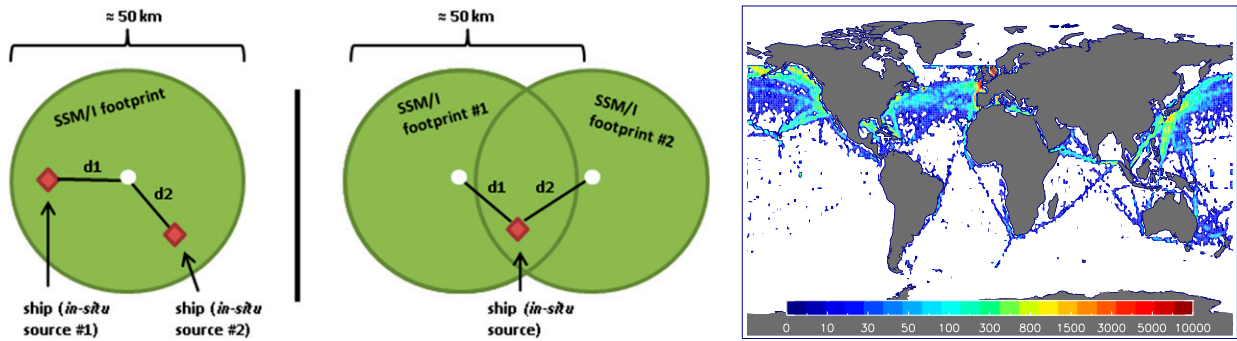 ≈ 50 km
SSM/I footprint
d1
d2
ship (in-situ
source #1)
ship (in-situ
source #2)
≈ 50 km
SSM/I
footprint #1
SSM/I
footprint #2
d1
d2
ship (in-situ
source)
0 10 30 50 100 300 800 1500 3000 5000 10000